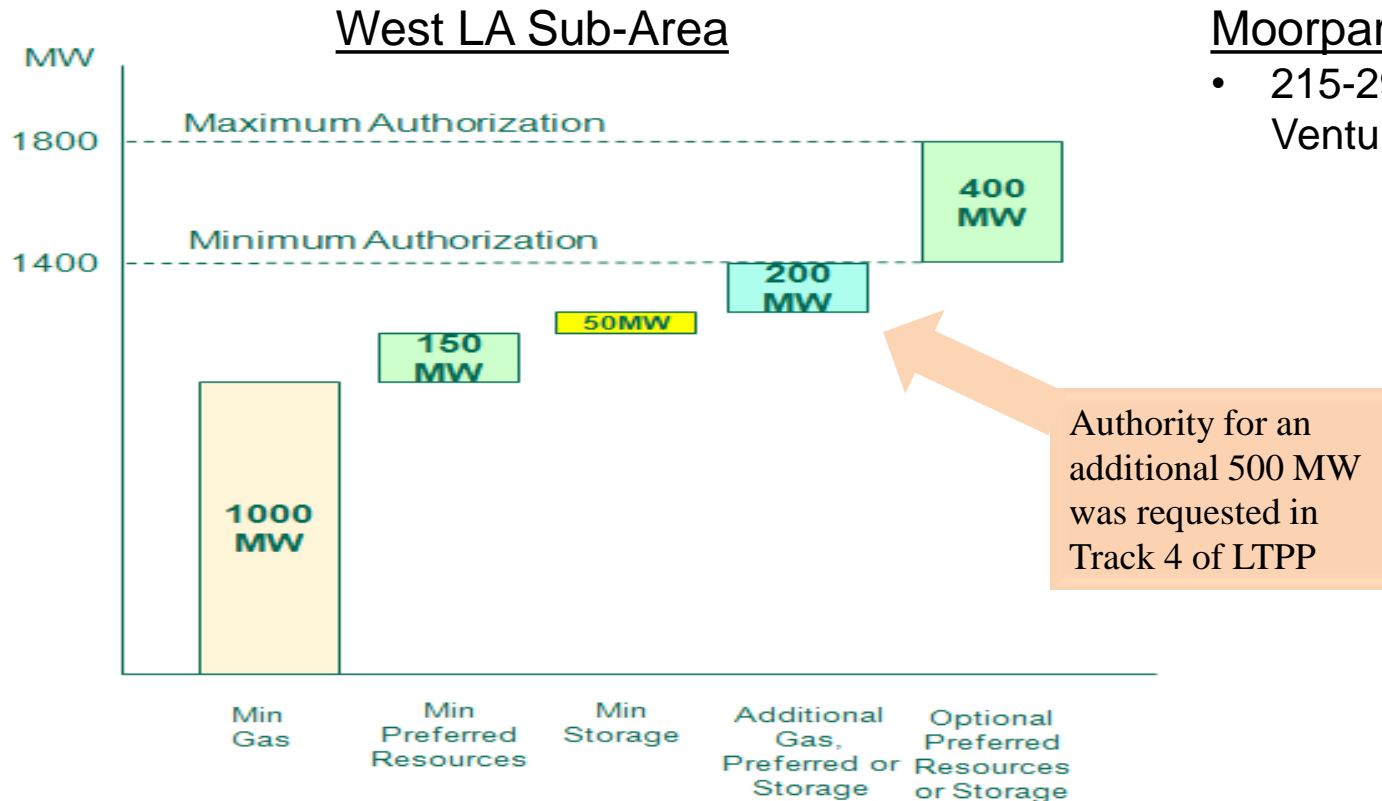 West LA Sub-Area
MW
Maximum Authorization
1800
400
MW
Minimum Authorization
1400
200
MW
50MW
150
MW
1000
MW
Authority for an
additional 500 MW
was requested in
Track 4 of LTPP
Min
Gas
Min
Preferred
Resources
Min
Storage
Additional
Gas,
Preferred or
Storage
Optional
Preferred
Resources
or Storage
• 215-2